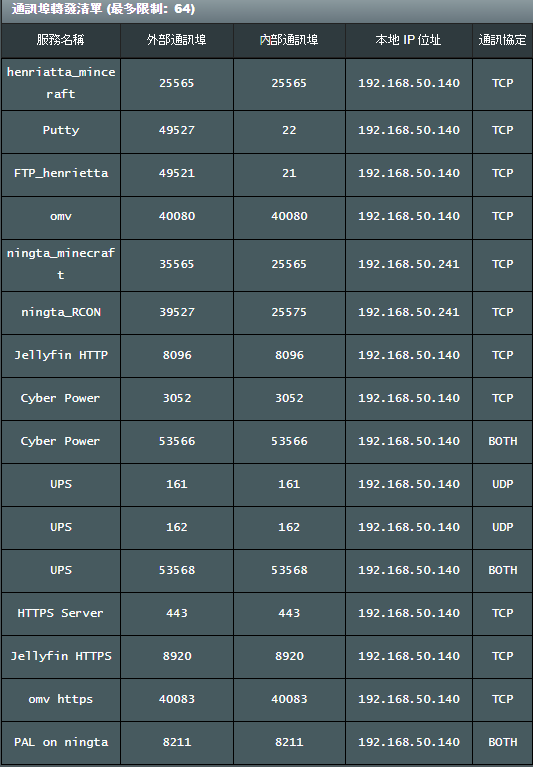 通訊埠轉發清單 (最多限制: 64)
服務名稱 外部通訊埠 內部通訊埠 本地 IP 位址 通訊協定
henriatta_mince
raft 25565 25565 192.168.50.140 TCP
Putty 49527 22 192.168.50.140 TCP
FTP_henrietta 49521 21 192.168.50.140 TCP
omv 40080 40080 192.168.50.140 TCP
ningta_minecraf
t 35565 25565 192.168.50.241 TCP
ningta_RCON 39527 25575 192.168.50.241 TCP
Jellyfin HTTP 8096 8096 192.168.50.140 TCP
Cyber Power 3052 3052 192.168.50.140 TCP
Cyber Power 53566 53566 192.168.50.140 BOTH
UPS 161 161 192.168.50.140 UDP
UPS 162 162 192.168.50.140 UDP
UPS 53568 53568 192.168.50.140 BOTH
HTTPS Server 443 443 192.168.50.140 TCP
Jellyfin HTTPS 8920 8920 192.168.50.140 TCP
omv https 40083 40083 192.168.50.140 TCP
PAL on ningta 8211 8211 192.168.50.140 BOTH